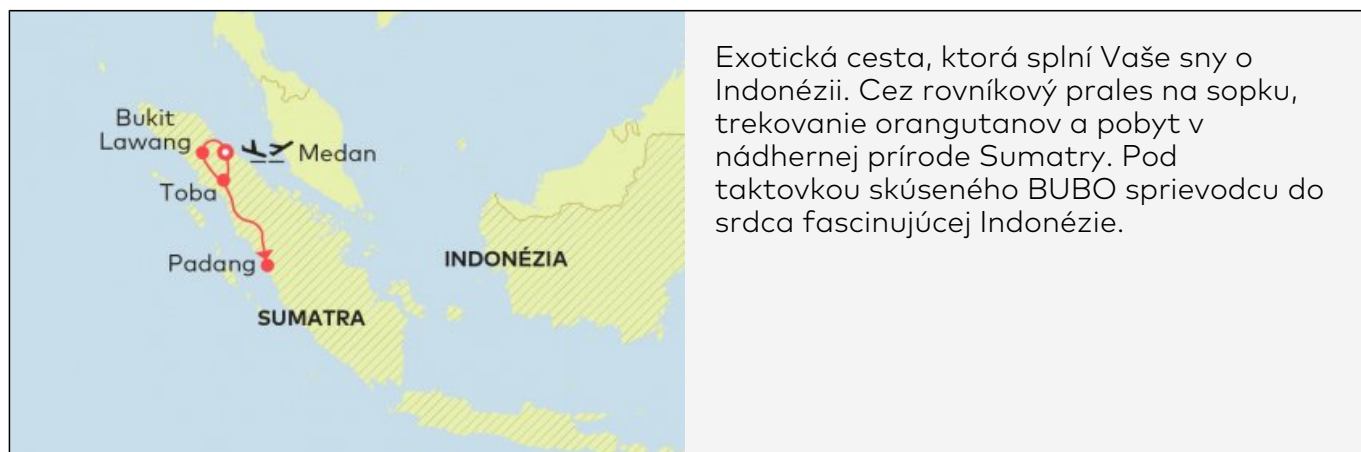 Bukit
Lawang
Medan
Toba
Padang
INDONÉZIA
SUMATRA
Exotická cesta, ktorá splní Vaše sny o
Indonézii. Cez rovníkový prales na sopku,
trekovanie orangutanov a pobyt v
nádhernej prírode Sumatry. Pod
taktovkou skúseného BUBO sprievodcu do
srdca fascinujúcej Indonézie.